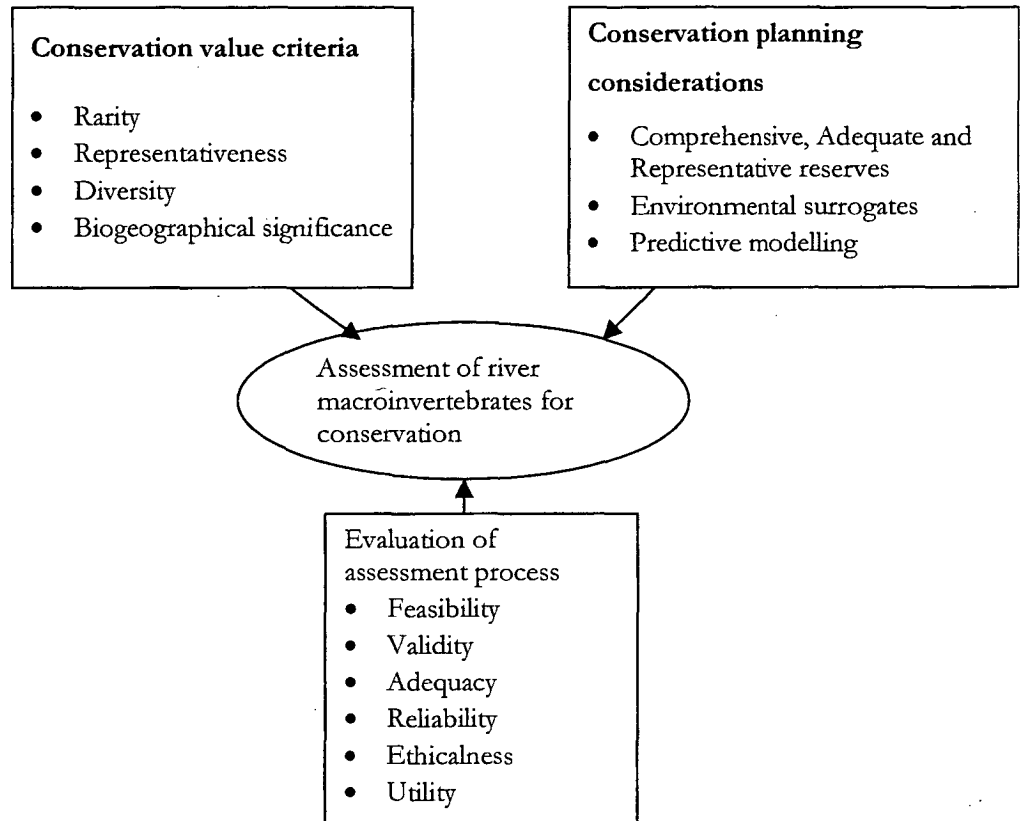 Conservation value criteria
• Rarity
• Representativeness
• Diversity
• Biogeographical significance
Conservation planning
considerations
• Comprehensive, Adequate and
Representative reserves
• Environmental surrogates
• Predictive modelling
Assessment of river
macroinvertebrates for
conservation
Evaluation of
assessment process
• Feasibility
• Validity
• Adequacy
• Reliability
• Ethicalness
• Utility